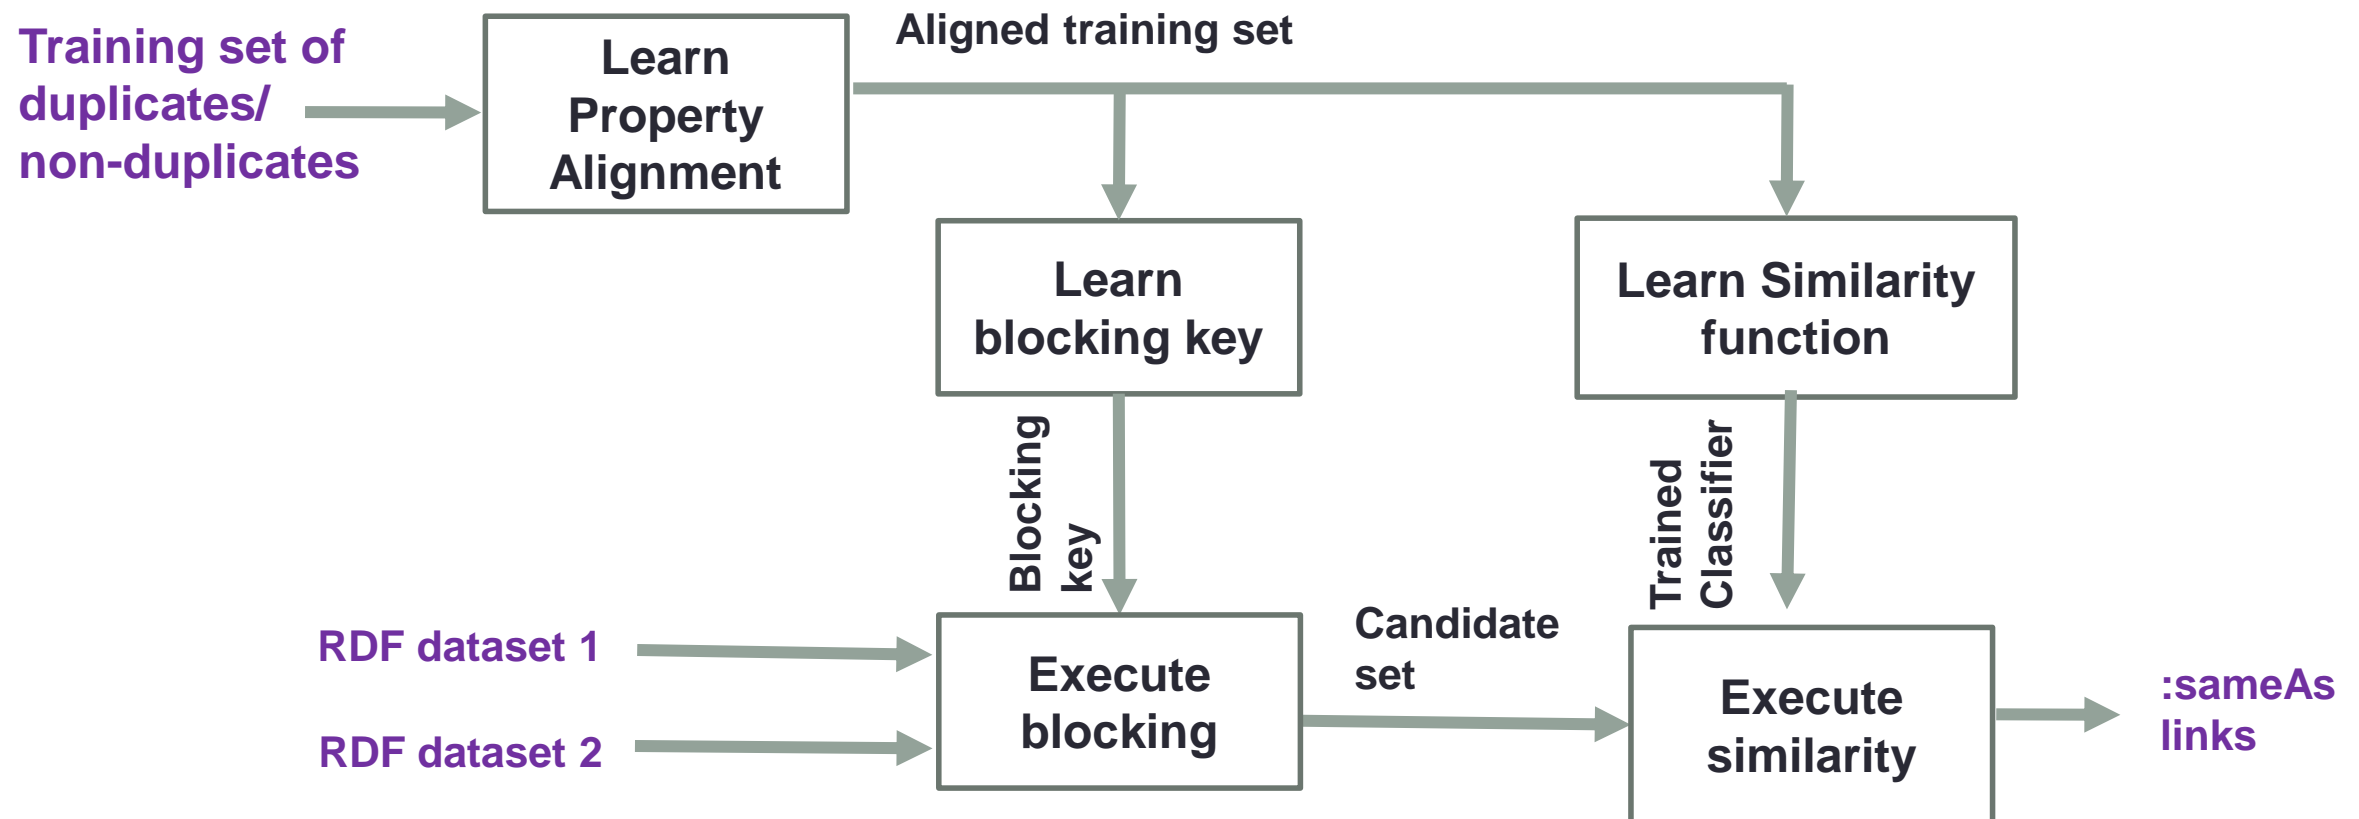 Training set of
duplicates/
non-duplicates
Learn
Property
Alignment
Aligned training set
Learn
blocking key
Learn Similarity
function
Blocking
key
Trained
Classifier
RDF dataset 1
RDF dataset 2
Execute
blocking
Candidate
set
Execute
similarity
:sameAs
links